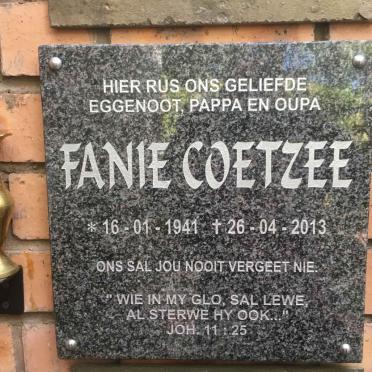 HIER RUS ONS GELIEFDE
EGGENOOT, PAPPA EN OUPA
FANIE COETZEE
* 16 - 01 - 1941 ✝ 26 - 04 - 2013
ONS SAL JOU NOOIT VERGEET NIE.
" WIE IN MY GLO, SAL LEWE,
AL STERWE HY OOK..."
JOH. 11 : 25